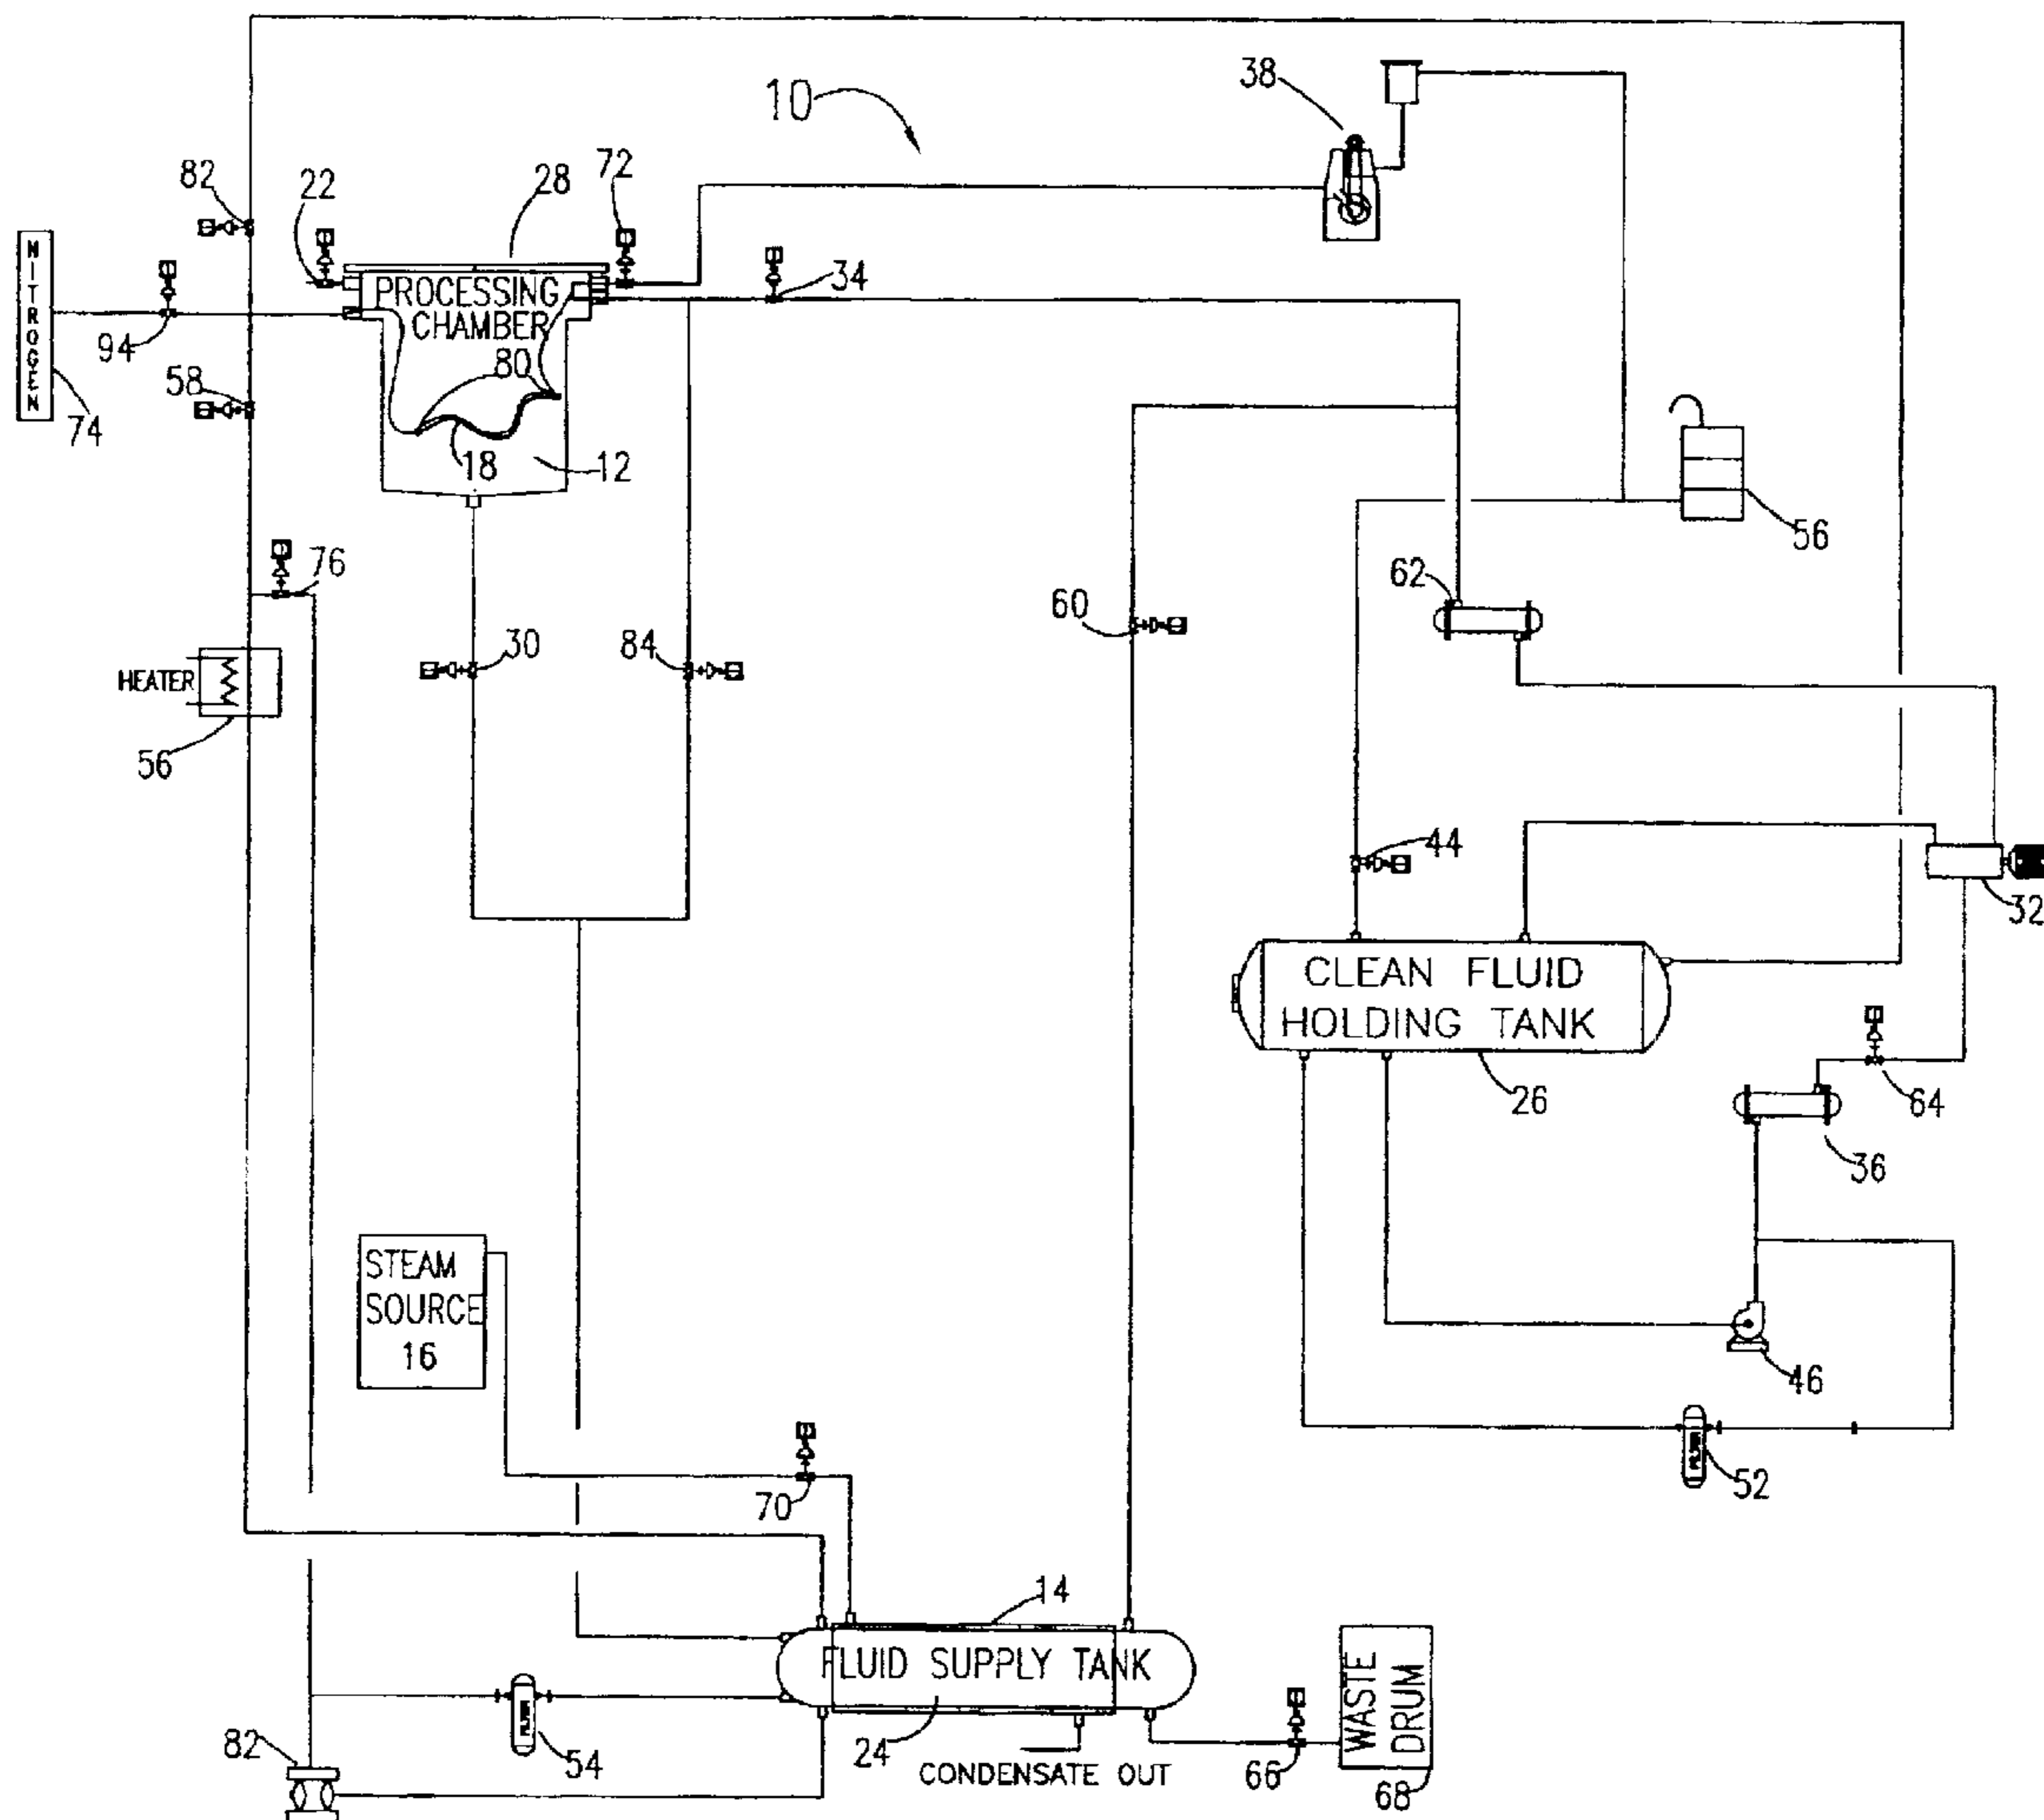 38
10
82
22
28
72
NITROGEN
PROCESSING
CHAMBER
34
94
80
58
74
18
12
56
62
76
60
30
84
HEATER
56
44
32
CLEAN FLUID
HOLDING TANK
26
64
36
STEAM
SOURCE
16
46
70
FILTER
52
14
FLUID SUPPLY TANK
WASTE
DRUM
FILTER
82
54
24
CONDENSATE OUT
66
68